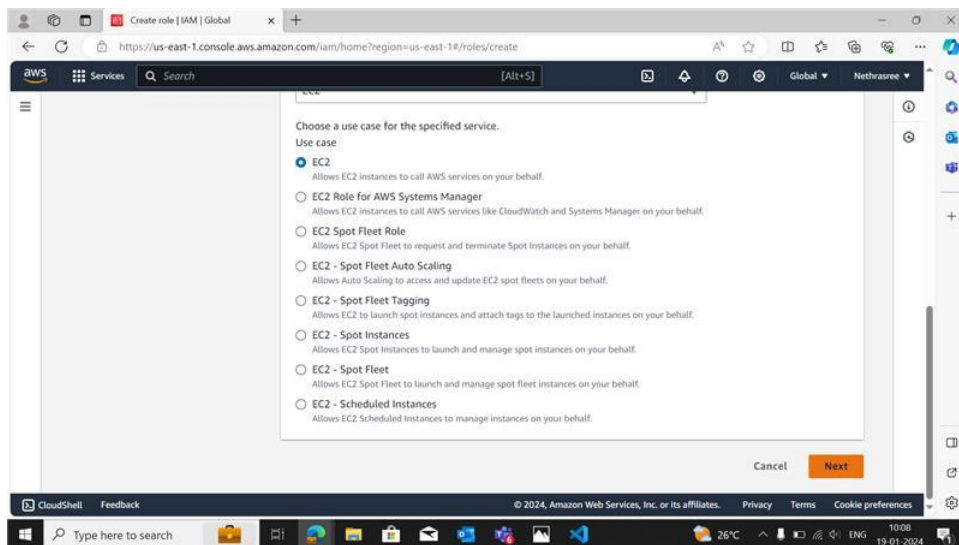 Create role | IAM | Global
https://us-east-1.console.aws.amazon.com/iam/home?region=us-east-1#/roles/create
aws Services Search [Alt+S] Global Nethrasree
EC2
Choose a use case for the specified service.
Use case
EC2
Allows EC2 instances to call AWS services on your behalf.
EC2 Role for AWS Systems Manager
Allows EC2 instances to call AWS services like CloudWatch and Systems Manager on your behalf.
EC2 Spot Fleet Role
Allows EC2 Spot Fleet to request and terminate Spot Instances on your behalf.
EC2 - Spot Fleet Auto Scaling
Allows Auto Scaling to access and update EC2 spot fleets on your behalf.
EC2 - Spot Fleet Tagging
Allows EC2 to launch spot instances and attach tags to the launched instances on your behalf.
EC2 - Spot Instances
Allows EC2 Spot Instances to launch and manage spot instances on your behalf.
EC2 - Spot Fleet
Allows EC2 Spot Fleet to launch and manage spot fleet instances on your behalf.
EC2 - Scheduled Instances
Allows EC2 Scheduled Instances to manage instances on your behalf.
Cancel Next
CloudShell Feedback © 2024, Amazon Web Services, Inc. or its affiliates. Privacy Terms Cookie preferences
Type here to search 26°C ENG 10:08
19-01-2024